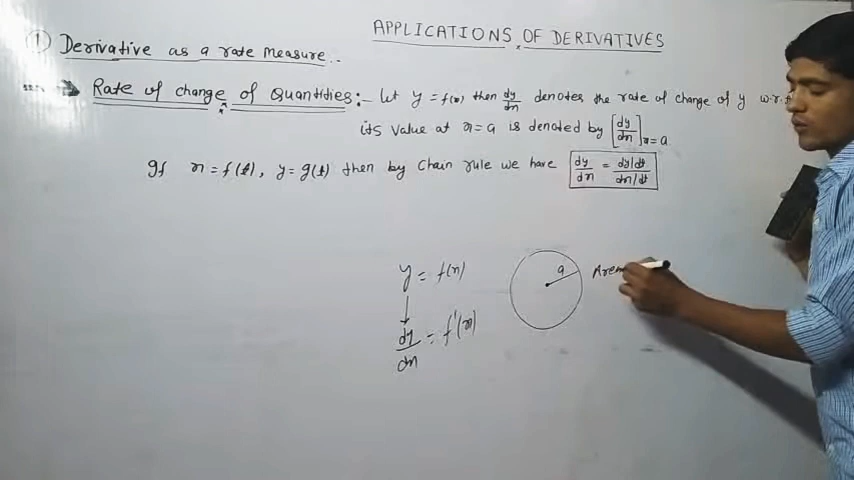 APPLICATIONS OF DERIVATIVES
① Derivative as a rate measure..
Rate of change of Quantities:- Let y = f(x) then dy/dx denotes the rate of change of y w.r.t
its value at x = a is denoted by [dy/dx]x=a
If x = f(t), y = g(t) then by Chain rule we have dy/dx = dy/dt / dx/dt
y = f(x)
dy/dx = f'(x)
a
Area